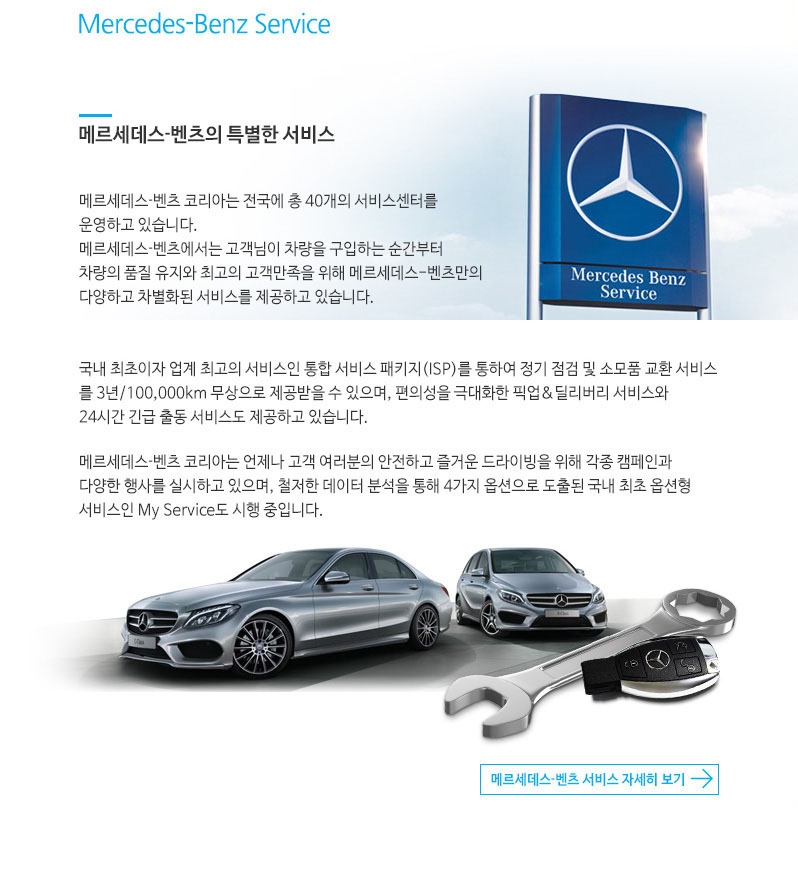 Mercedes-Benz Service
메르세데스-벤츠의 특별한 서비스
메르세데스-벤츠 코리아는 전국에 총 40개의 서비스센터를
운영하고 있습니다.
메르세데스-벤츠에서는 고객님이 차량을 구입하는 순간부터
차량의 품질 유지와 최고의 고객만족을 위해 메르세데스-벤츠만의
다양하고 차별화된 서비스를 제공하고 있습니다.
Mercedes Benz
Service
국내 최초이자 업계 최고의 서비스인 통합 서비스 패키지(ISP)를 통하여 정기 점검 및 소모품 교환 서비스
를 3년/100,000km 무상으로 제공받을 수 있으며, 편의성을 극대화한 픽업&딜리버리 서비스와
24시간 긴급 출동 서비스도 제공하고 있습니다.
메르세데스-벤츠 코리아는 언제나 고객 여러분의 안전하고 즐거운 드라이빙을 위해 각종 캠페인과
다양한 행사를 실시하고 있으며, 철저한 데이터 분석을 통해 4가지 옵션으로 도출된 국내 최초 옵션형
서비스인 My Service도 시행 중입니다.
메르세데스-벤츠 서비스 자세히 보기